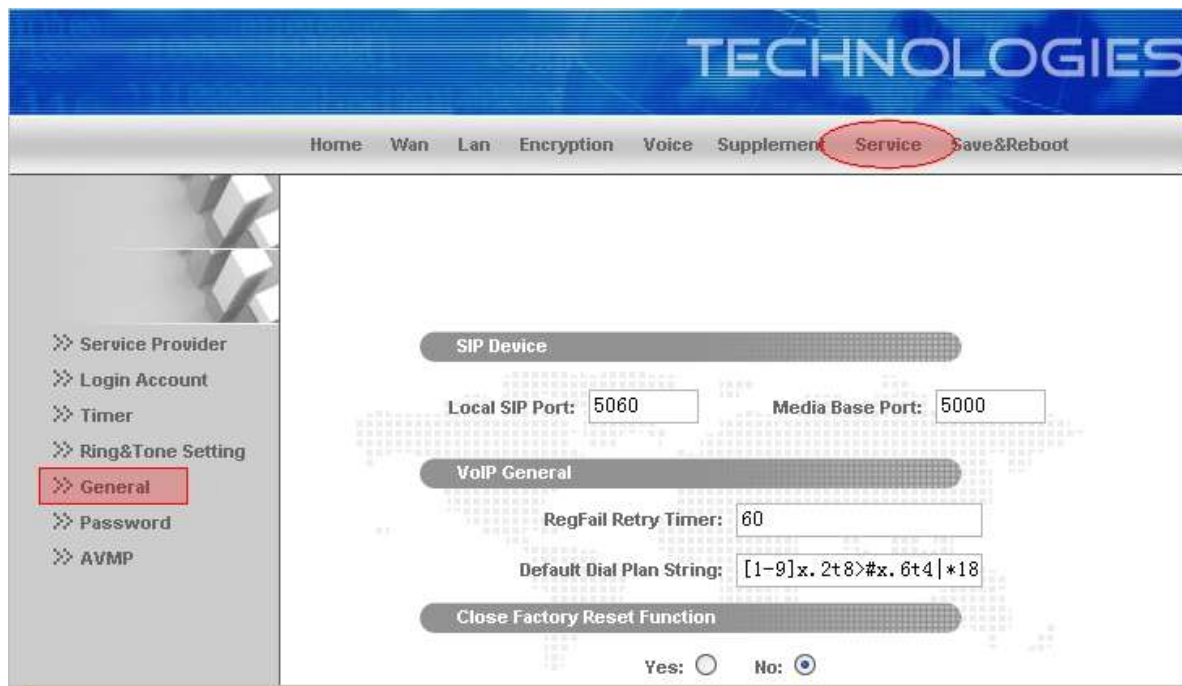 TECHNOLOGIES
Home Wan Lan Encryption Voice Supplement Service Save&Reboot
>> Service Provider
>> Login Account
>> Timer
>> Ring&Tone Setting
>> General
>> Password
>> AVMP
SIP Device
Local SIP Port: 5060 Media Base Port: 5000
VoIP General
RegFail Retry Timer: 60
Default Dial Plan String: [1-9]x.2t8>#x.6t4|*18
Close Factory Reset Function
Yes: No: